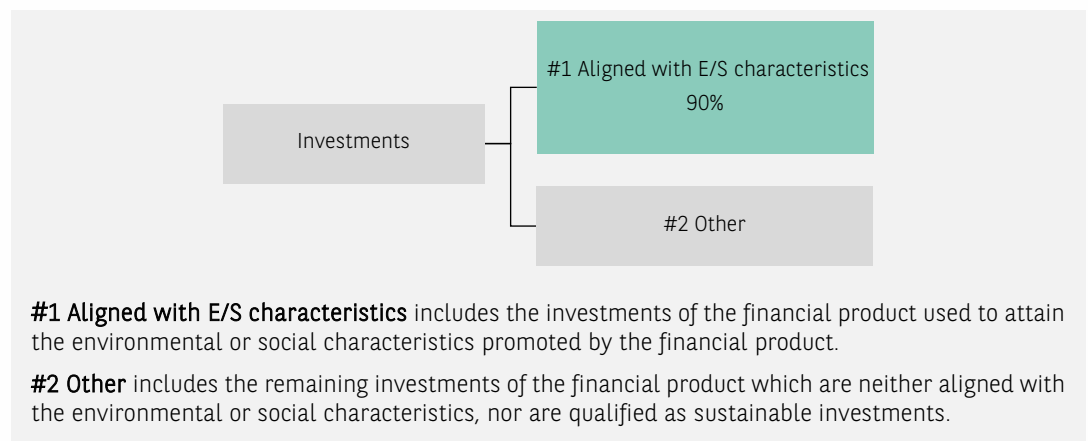 #1 Aligned with E/S characteristics
90%
Investments
#2 Other
#1 Aligned with E/S characteristics includes the investments of the financial product used to attain
the environmental or social characteristics promoted by the financial product.
#2 Other includes the remaining investments of the financial product which are neither aligned with
the environmental or social characteristics, nor are qualified as sustainable investments.